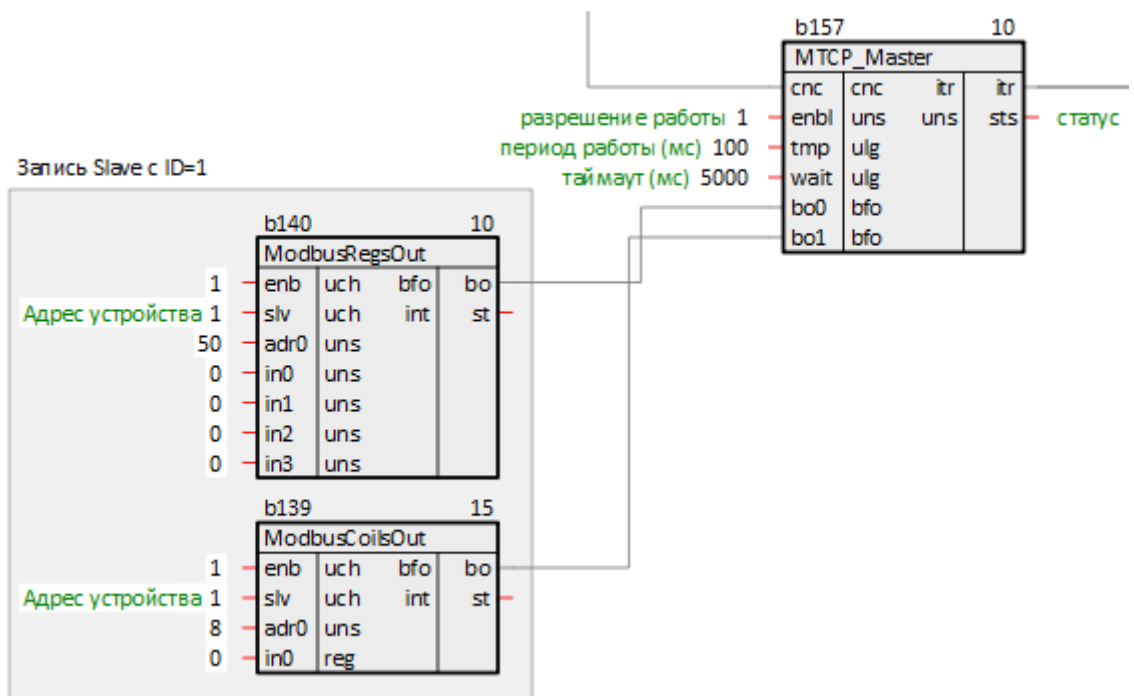 b157 10
MTCP_Master
cnc cnc itr itr
разрешение работы 1 enbl uns uns sts статус
период работы (мс) 100 tmp ulg
таймаут (мс) 5000 wait ulg
bo0 bfo
bo1 bfo
Запись Slave с ID=1
b140 10
ModbusRegsOut
1 enb uch bfo bo
Адрес устройства 1 slv uch int st
50 adr0 uns
0 in0 uns
0 in1 uns
0 in2 uns
0 in3 uns
b139 15
ModbusCoilsOut
1 enb uch bfo bo
Адрес устройства 1 slv uch int st
8 adr0 uns
0 in0 reg